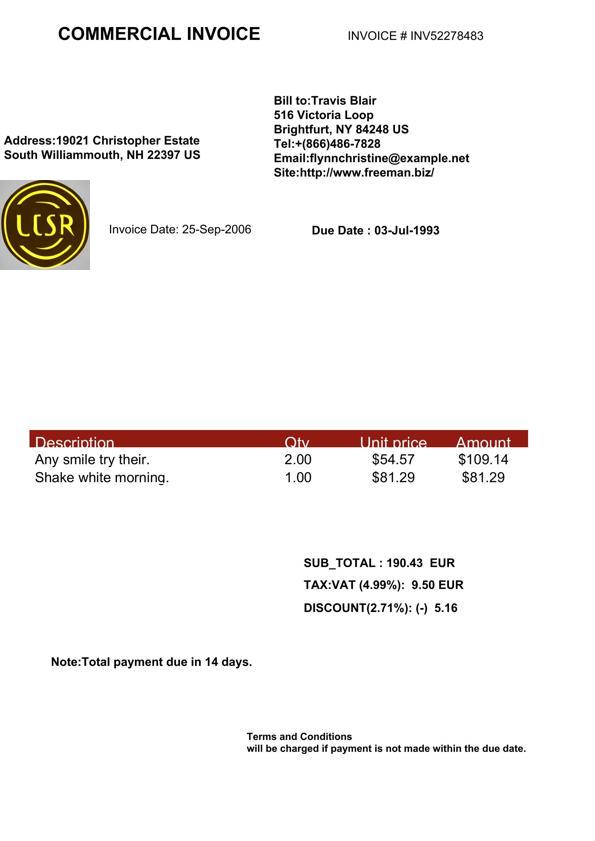 COMMERCIAL INVOICE
INVOICE # INV52278483
Bill to:Travis Blair
516 Victoria Loop
Brightfurt, NY 84248 US
Tel:+(866)486-7828
Email:flynnchristine@example.net
Site:http://www.freeman.biz/
Address:19021 Christopher Estate
South Williammouth, NH 22397 US
LCSR
Invoice Date: 25-Sep-2006
Due Date : 03-Jul-1993
Description Qty Unit price Amount
Any smile try their. 2.00 $54.57 $109.14
Shake white morning. 1.00 $81.29 $81.29
SUB_TOTAL : 190.43 EUR
TAX:VAT (4.99%): 9.50 EUR
DISCOUNT(2.71%): (-) 5.16
Note:Total payment due in 14 days.
Terms and Conditions
will be charged if payment is not made within the due date.